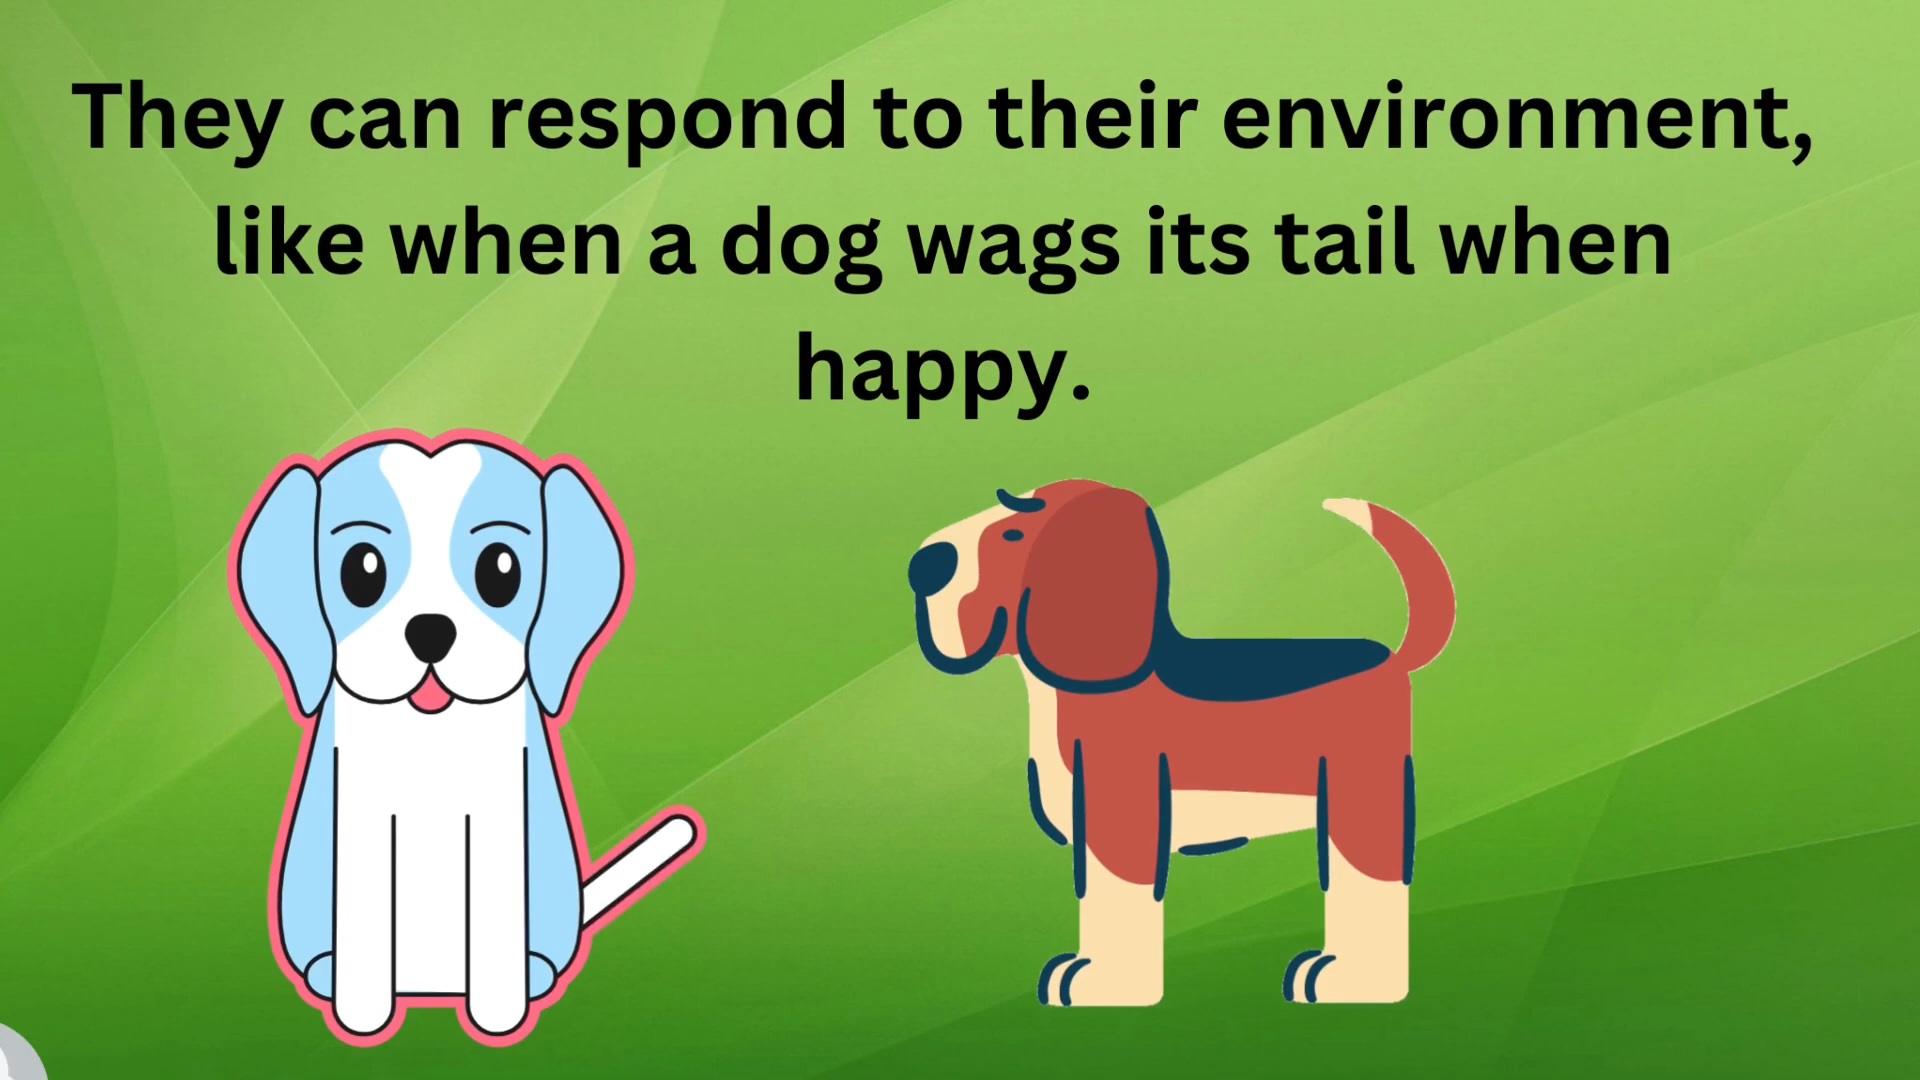 They can respond to their environment,
like when a dog wags its tail when
happy.